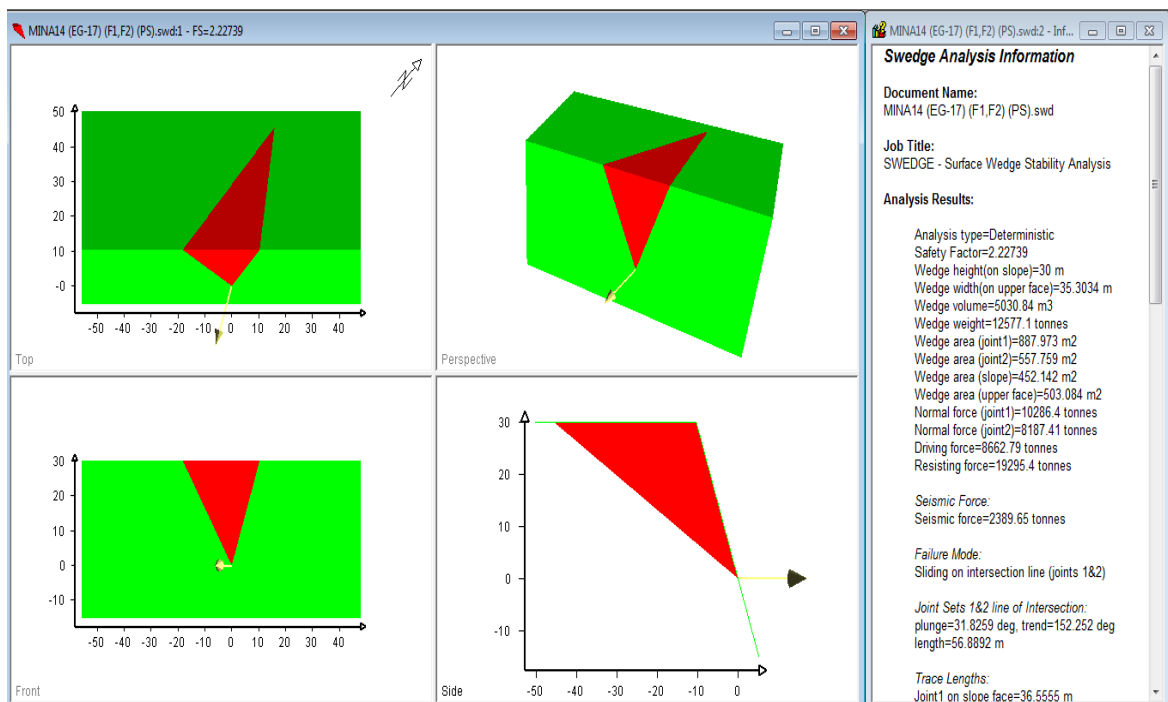 MINA14 (EG-17) (F1,F2) (PS).swd:1 - FS=2.22739
N
50
40
30
20
10
-0
-50 -40 -30 -20 -10 0 10 20 30 40
Top
Perspective
30
20
10
0
-10
-50 -40 -30 -20 -10 0 10 20 30 40
Front
30
20
10
0
-10
-50 -40 -30 -20 -10 0
Side
MINA14 (EG-17) (F1,F2) (PS).swd:2 - Inf...
Swedge Analysis Information
Document Name:
MINA14 (EG-17) (F1,F2) (PS).swd
Job Title:
SWEDGE - Surface Wedge Stability Analysis
Analysis Results:
Analysis type=Deterministic
Safety Factor=2.22739
Wedge height(on slope)=30 m
Wedge width(on upper face)=35.3034 m
Wedge volume=5030.84 m3
Wedge weight=12577.1 tonnes
Wedge area (joint1)=887.973 m2
Wedge area (joint2)=557.759 m2
Wedge area (slope)=452.142 m2
Wedge area (upper face)=503.084 m2
Normal force (joint1)=10286.4 tonnes
Normal force (joint2)=8187.41 tonnes
Driving force=8662.79 tonnes
Resisting force=19295.4 tonnes
Seismic Force:
Seismic force=2389.65 tonnes
Failure Mode:
Sliding on intersection line (joints 1&2)
Joint Sets 1&2 line of Intersection:
plunge=31.8259 deg, trend=152.252 deg
length=56.8892 m
Trace Lengths:
Joint1 on slope face=36.5555 m